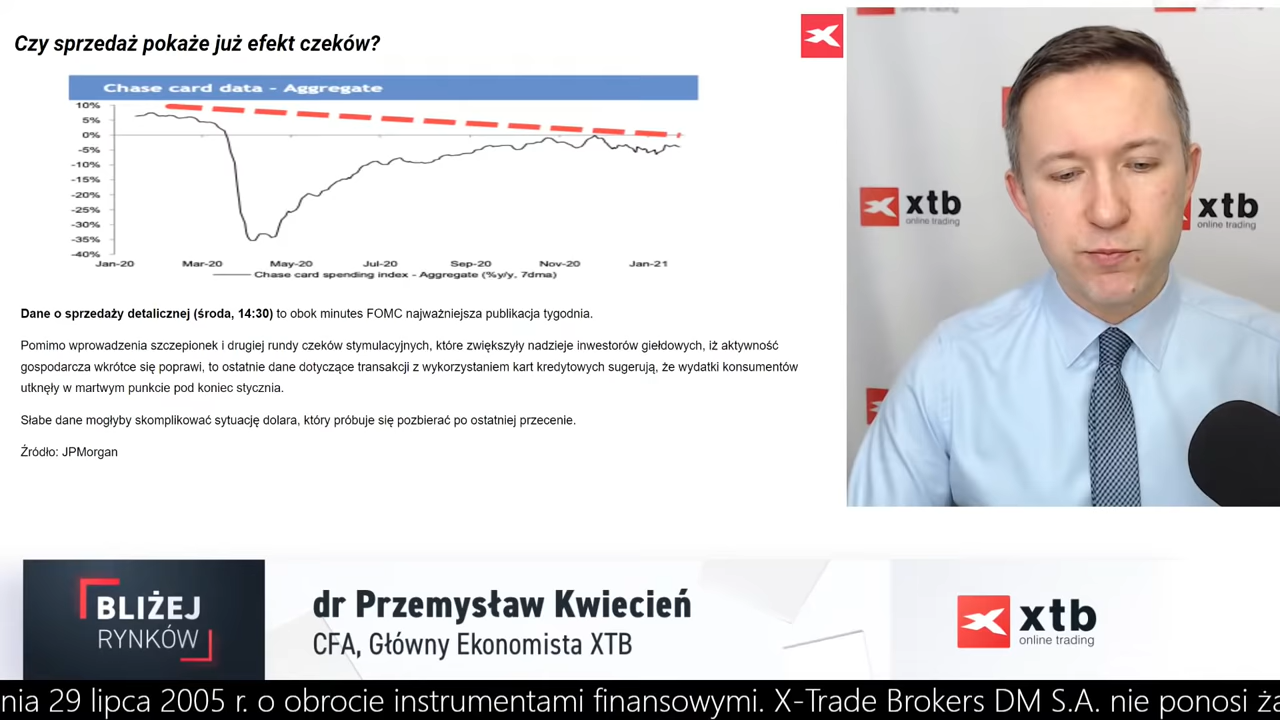 Czy sprzedaż pokaże już efekt czeków?
Chase card data - Aggregate
10%
5%
0%
-5%
-10%
-15%
-20%
-25%
-30%
-35%
-40%
Jan-20 Mar-20 May-20 Jul-20 Sep-20 Nov-20 Jan-21
Chase card spending index - Aggregate (%y/y, 7dma)
Dane o sprzedaży detalicznej (środa, 14:30) to obok minutes FOMC najważniejsza publikacja tygodnia.
Pomimo wprowadzenia szczepionek i drugiej rundy czeków stymulacyjnych, które zwiększyły nadzieje inwestorów giełdowych, iż aktywność
gospodarcza wkrótce się poprawi, to ostatnie dane dotyczące transakcji z wykorzystaniem kart kredytowych sugerują, że wydatki konsumentów
utknęły w martwym punkcie pod koniec stycznia.
Słabe dane mogłyby skomplikować sytuację dolara, który próbuje się pozbierać po ostatniej przecenie.
Źródło: JPMorgan
xtb
online trading
xtb
online trading
BLIŻEJ
RYNKÓW
dr Przemysław Kwiecień
CFA, Główny Ekonomista XTB
xtb
online trading
nia 29 lipca 2005 r. o obrocie instrumentami finansowymi. X-Trade Brokers DM S.A. nie ponosi